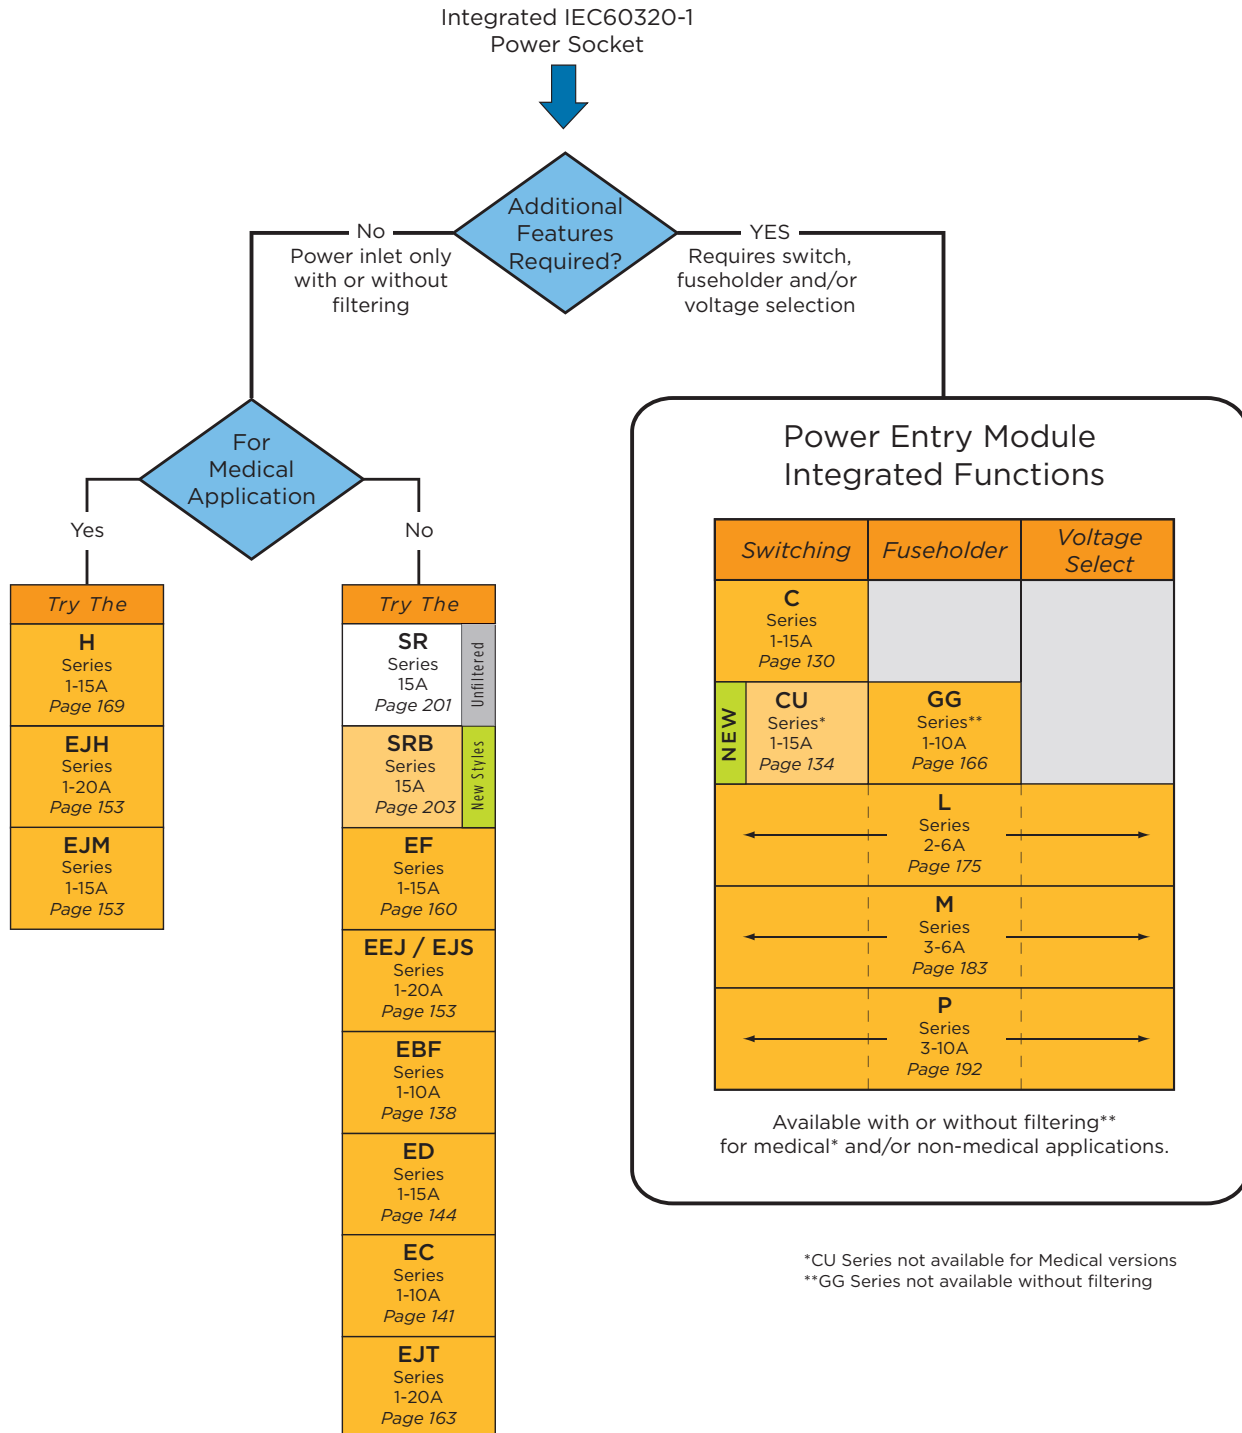 Integrated IEC60320-1
Power Socket
Additional
Features
Required?
No
Power inlet only
with or without
filtering
YES
Requires switch,
fuseholder and/or
voltage selection
For
Medical
Application
Yes
No
Try The
H
Series
1-15A
Page 169
EJH
Series
1-20A
Page 153
EJM
Series
1-15A
Page 153
Try The
SR
Series
15A
Page 201
Unfiltered
SRB
Series
15A
Page 203
New Styles
EF
Series
1-15A
Page 160
EEJ / EJS
Series
1-20A
Page 153
EBF
Series
1-10A
Page 138
ED
Series
1-15A
Page 144
EC
Series
1-10A
Page 141
EJT
Series
1-20A
Page 163
Power Entry Module
Integrated Functions
Switching
Fuseholder
Voltage
Select
C
Series
1-15A
Page 130
NEW
CU
Series*
1-15A
Page 134
GG
Series**
1-10A
Page 166
L
Series
2-6A
Page 175
M
Series
3-6A
Page 183
P
Series
3-10A
Page 192
Available with or without filtering**
for medical* and/or non-medical applications.
*CU Series not available for Medical versions
**GG Series not available without filtering